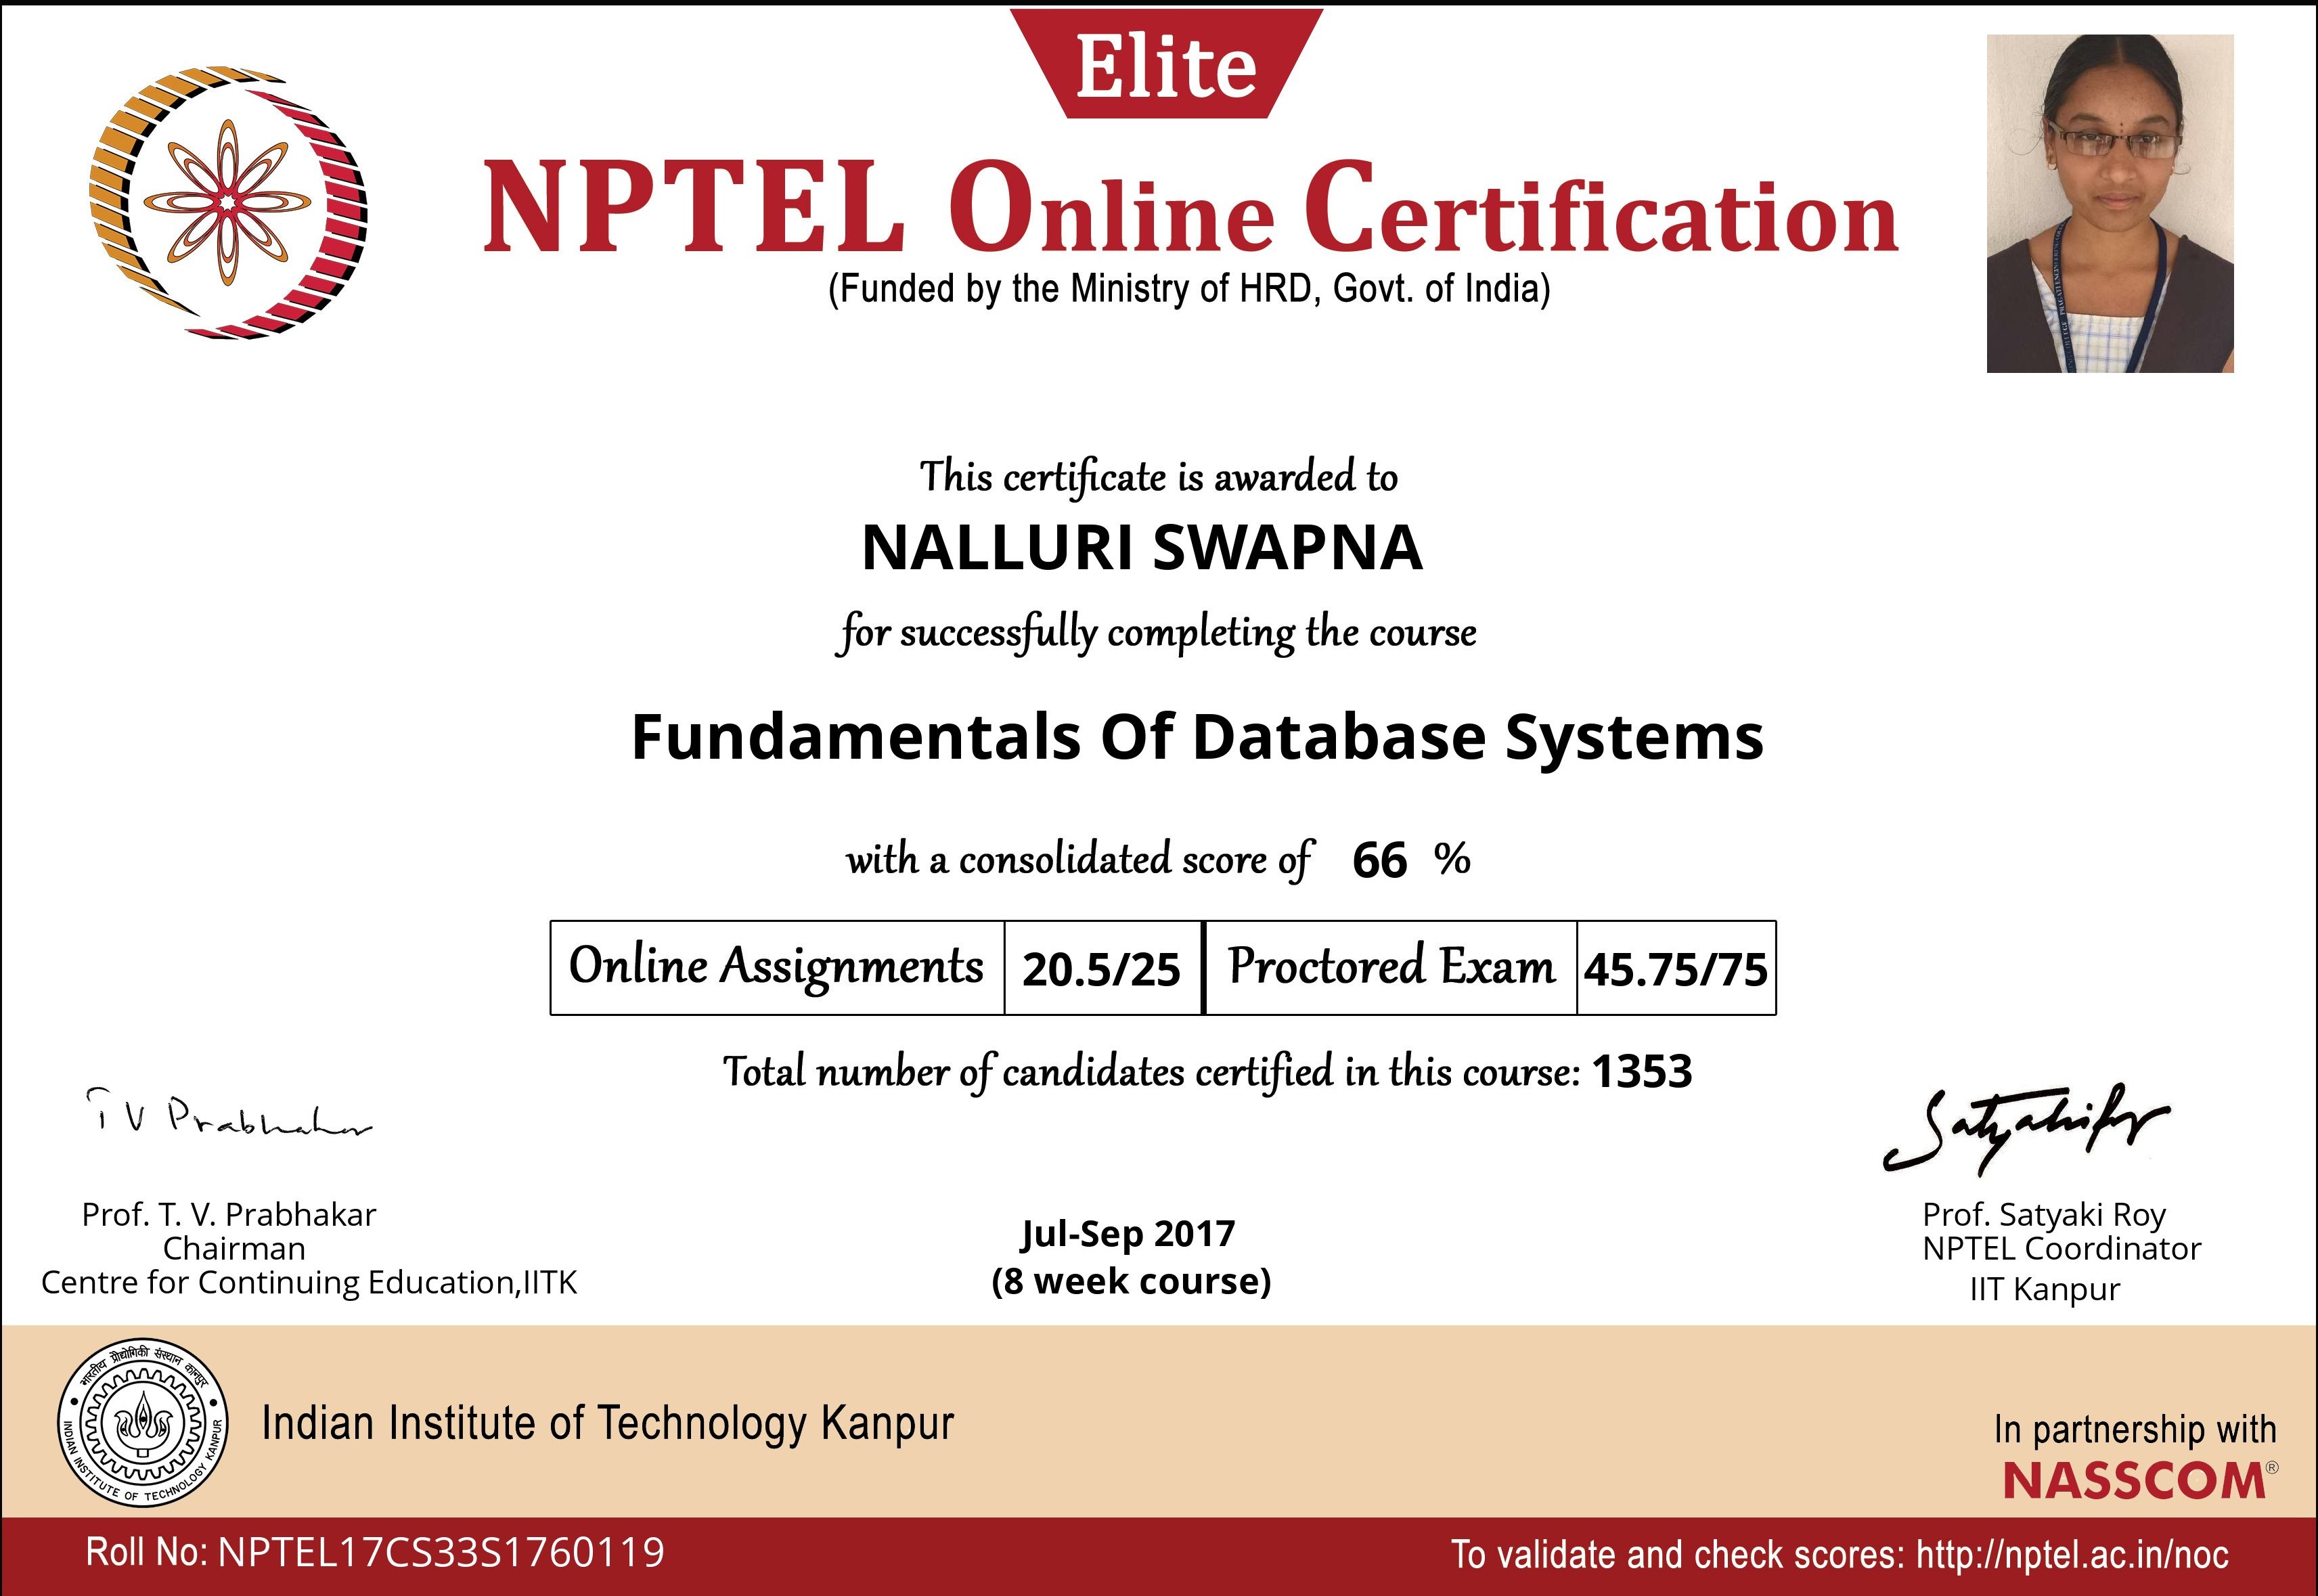 Elite
NPTEL Online Certification
(Funded by the Ministry of HRD, Govt. of India)
This certificate is awarded to
NALLURI SWAPNA
for successfully completing the course
Fundamentals Of Database Systems
with a consolidated score of 66 %
Online Assignments 20.5/25 Proctored Exam 45.75/75
Total number of candidates certified in this course: 1353
T V Prabhakar
Prof. T. V. Prabhakar
Chairman
Centre for Continuing Education,IITK
Jul-Sep 2017
(8 week course)
Prof. Satyaki Roy
NPTEL Coordinator
IIT Kanpur
भारतीय प्रौद्योगिकी संस्थान कानपुर
INDIAN INSTITUTE OF TECHNOLOGY KANPUR
Indian Institute of Technology Kanpur
In partnership with
NASSCOM®
Roll No: NPTEL17CS33S1760119
To validate and check scores: http://nptel.ac.in/noc